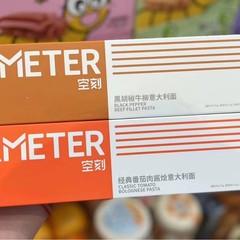 METER
空刻
黑胡椒牛柳意大利面
BLACK PEPPER
BEEF FILLET PASTA
METER
空刻
经典番茄肉酱烩意大利面
CLASSIC TOMATO
BOLOGNESE PASTA